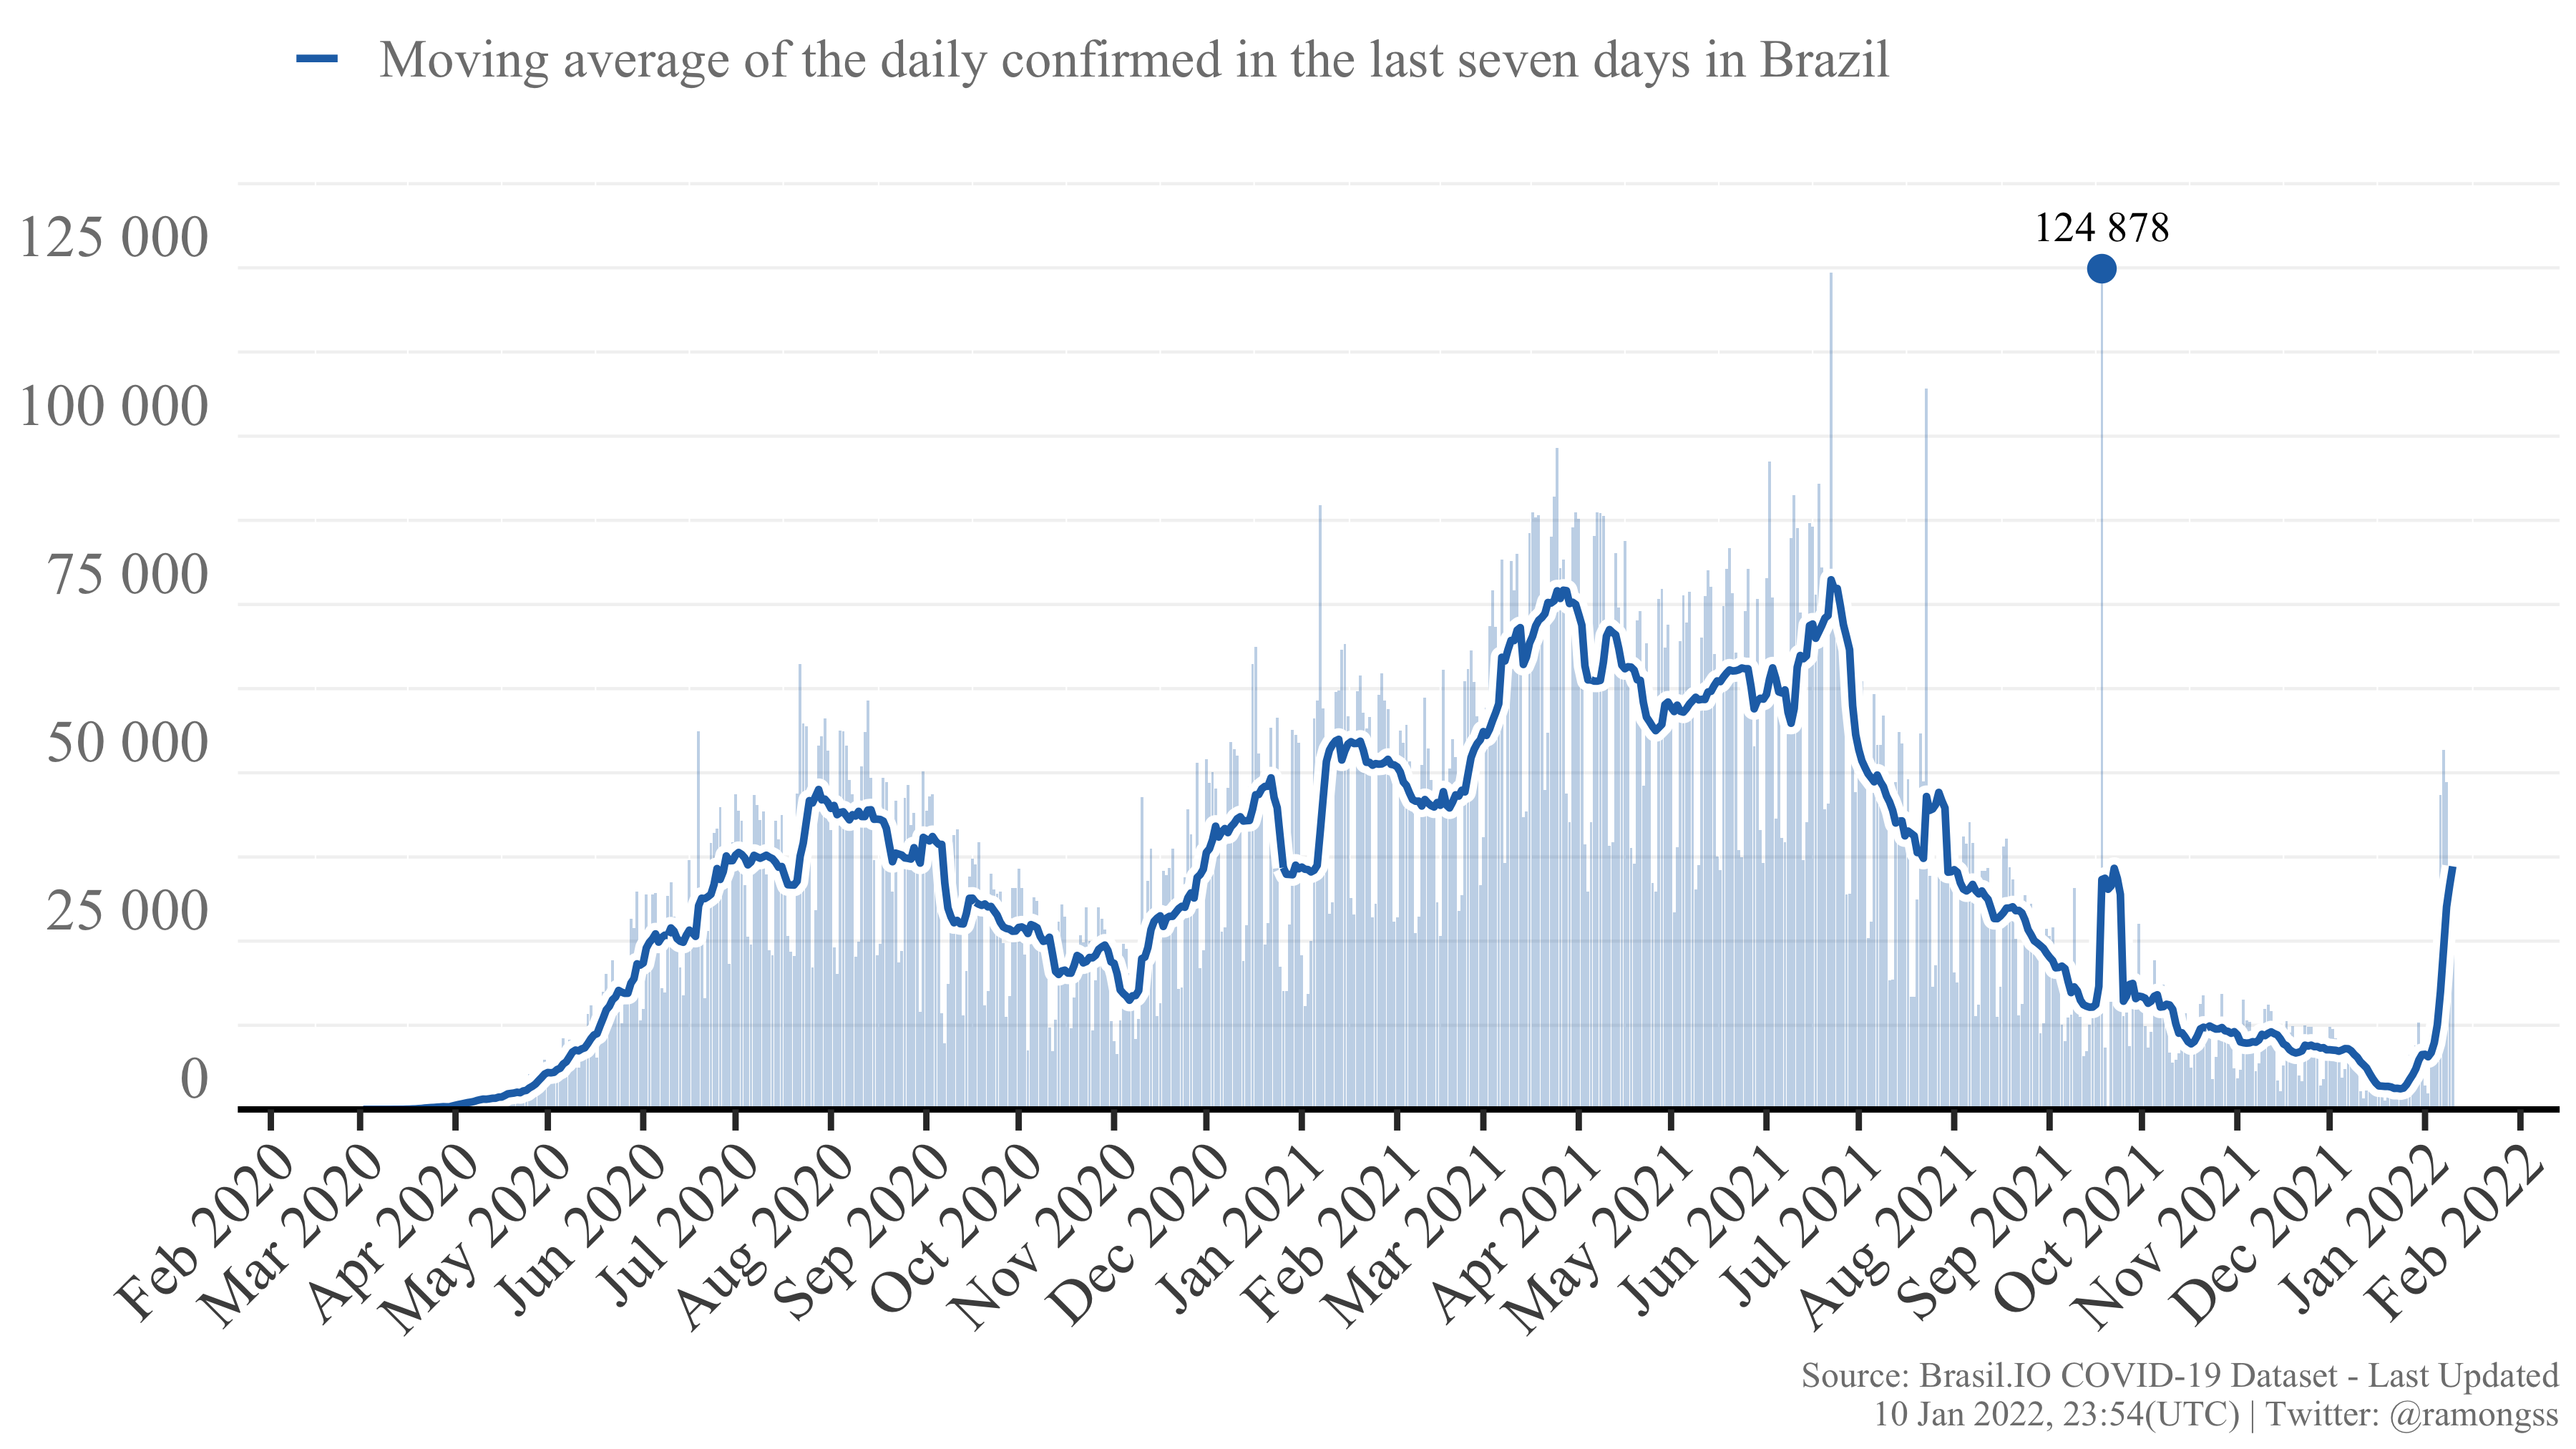 Moving average of the daily confirmed in the last seven days in Brazil
125 000
124 878
100 000
75 000
50 000
25 000
0
Feb 2020
Mar 2020
Apr 2020
May 2020
Jun 2020
Jul 2020
Aug 2020
Sep 2020
Oct 2020
Nov 2020
Dec 2020
Jan 2021
Feb 2021
Mar 2021
Apr 2021
May 2021
Jun 2021
Jul 2021
Aug 2021
Sep 2021
Oct 2021
Nov 2021
Dec 2021
Jan 2022
Feb 2022
Source: Brasil.IO COVID-19 Dataset - Last Updated
10 Jan 2022, 23:54(UTC) | Twitter: @ramongss